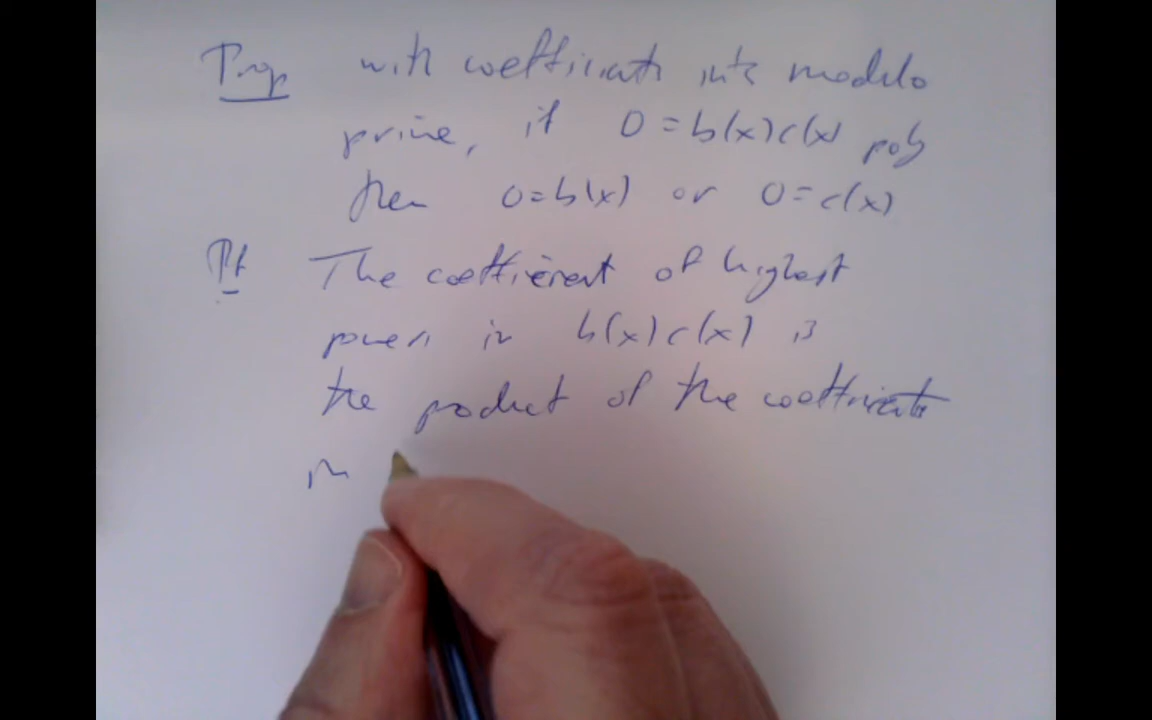 Prop with coefficients ints modulo
prime, if 0 = b(x)c(x) poly
then 0=b(x) or 0=c(x)
Pf The coefficient of highest
power in b(x)c(x) is
the product of the coefficients
in